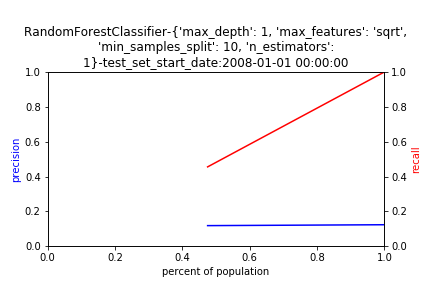 RandomForestClassifier-{'max_depth': 1, 'max_features': 'sqrt',
'min_samples_split': 10, 'n_estimators':
1}-test_set_start_date:2008-01-01 00:00:00
1.0
0.8
0.6
0.4
0.2
0.0
precision
1.0
0.8
0.6
0.4
0.2
0.0
recall
0.0 0.2 0.4 0.6 0.8 1.0
percent of population